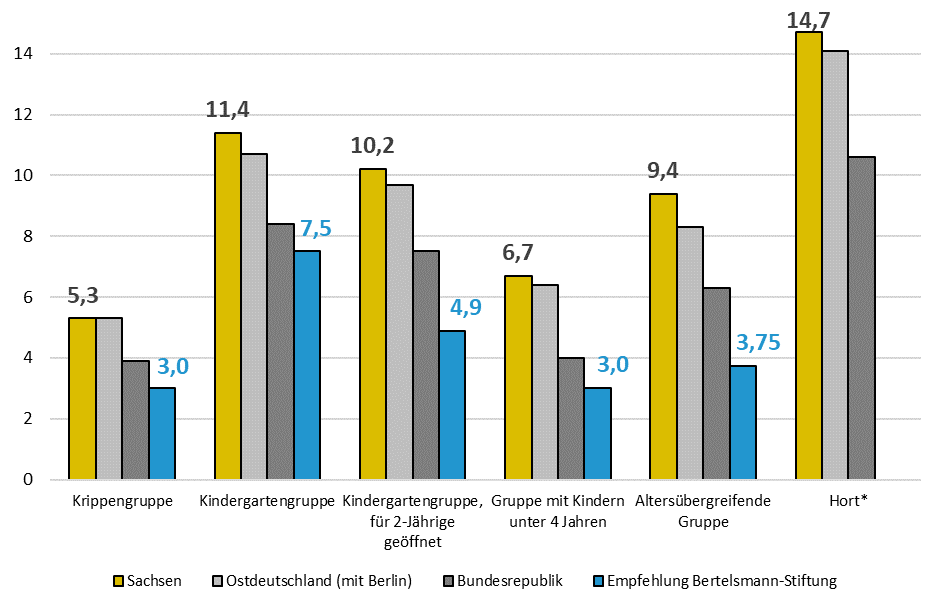 14,7
14
12
11,4
10,2
10
9,4
8
7,5
6,7
6
5,3
4,9
4
3,75
3,0
3,0
2
0
Krippengruppe
Kindergartengruppe
Kindergartengruppe,
für 2-Jährige
geöffnet
Gruppe mit Kindern
unter 4 Jahren
Altersübergreifende
Gruppe
Hort*
Sachsen
Ostdeutschland (mit Berlin)
Bundesrepublik
Empfehlung Bertelsmann-Stiftung